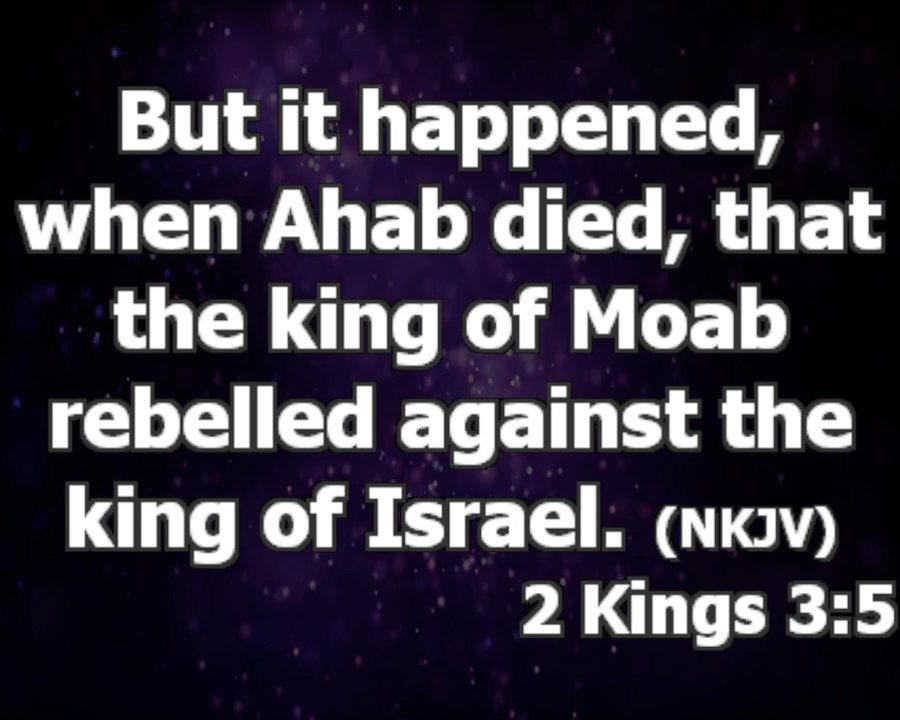 But it happened,
when Ahab died, that
the king of Moab
rebelled against the
king of Israel. (NKJV)
2 Kings 3:5